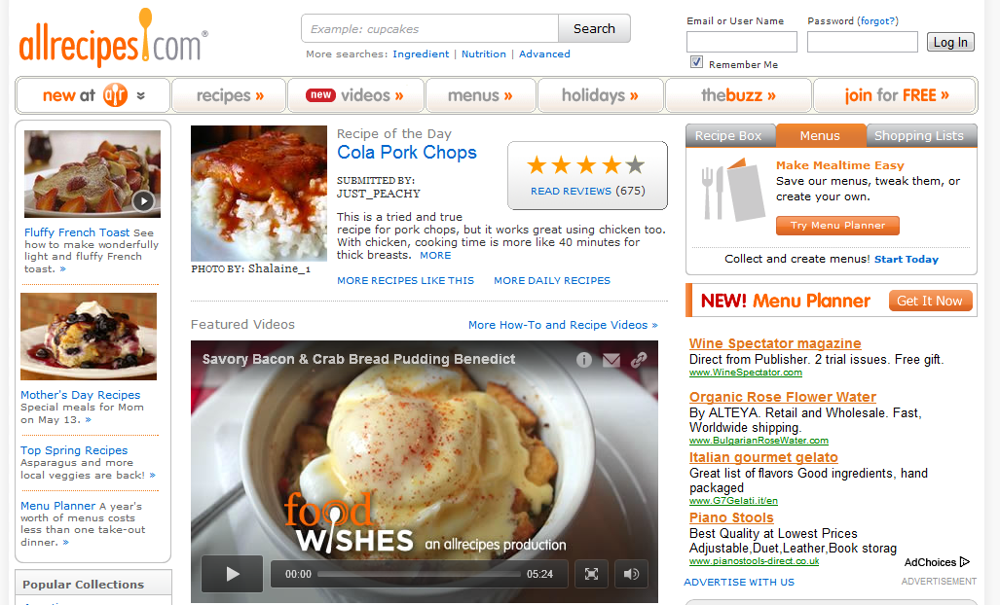 allrecipes.com®
Example: cupcakes
Search
More searches: Ingredient | Nutrition | Advanced
Email or User Name
Password (forgot?)
Log In
Remember Me
new at ar
recipes »
new videos »
menus »
holidays »
thebuzz »
join for FREE »
Fluffy French Toast See
how to make wonderfully
light and fluffy French
toast. »
Mother's Day Recipes
Special meals for Mom
on May 13. »
Top Spring Recipes
Asparagus and more
local veggies are back! »
Menu Planner A year's
worth of menus costs
less than one take-out
dinner. »
Popular Collections
Recipe of the Day
Cola Pork Chops
SUBMITTED BY:
JUST_PEACHY
READ REVIEWS (675)
This is a tried and true
recipe for pork chops, but it works great using chicken too.
With chicken, cooking time is more like 40 minutes for
thick breasts. MORE
PHOTO BY: Shalaine_1
MORE RECIPES LIKE THIS
MORE DAILY RECIPES
Featured Videos
More How-To and Recipe Videos »
Savory Bacon & Crab Bread Pudding Benedict
food
WISHES
an allrecipes production
00:00
05:24
Recipe Box
Menus
Shopping Lists
Make Mealtime Easy
Save our menus, tweak them, or
create your own.
Try Menu Planner
Collect and create menus! Start Today
NEW! Menu Planner
Get It Now
Wine Spectator magazine
Direct from Publisher. 2 trial issues. Free gift.
www.WineSpectator.com
Organic Rose Flower Water
By ALTEYA. Retail and Wholesale. Fast,
Worldwide shipping.
www.BulgarianRoseWater.com
Italian gourmet gelato
Great list of flavors Good ingredients, hand
packaged
www.G7Gelati.it/en
Piano Stools
Best Quality at Lowest Prices
Adjustable,Duet,Leather,Book storag
www.pianostools-direct.co.uk
AdChoices
ADVERTISE WITH US
ADVERTISEMENT